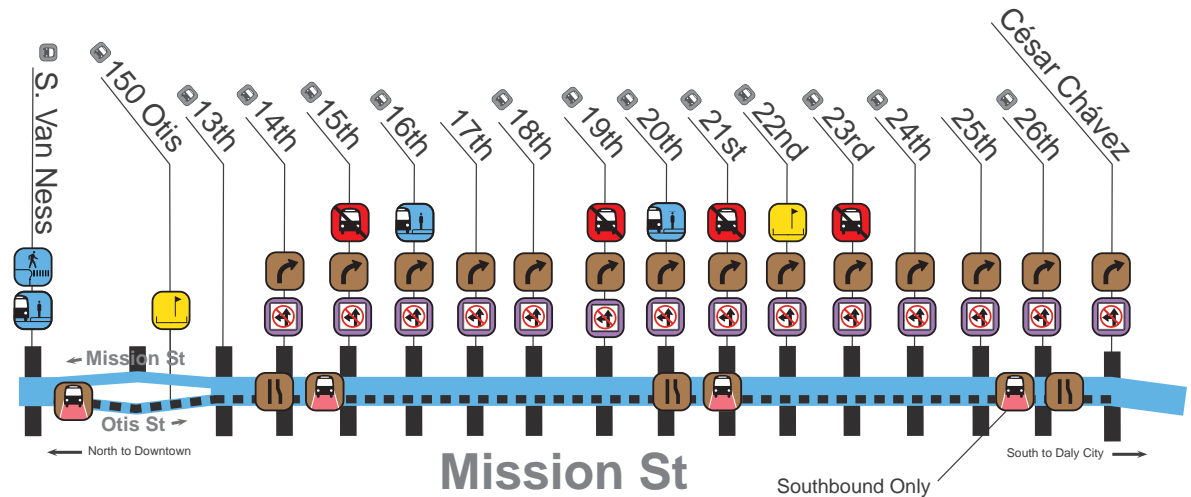 S. Van Ness
150 Otis
13th
14th
15th
16th
17th
18th
19th
20th
21st
22nd
23rd
24th
25th
26th
César Chávez
Mission St
Otis St
North to Downtown
South to Daly City
Mission St
Southbound Only